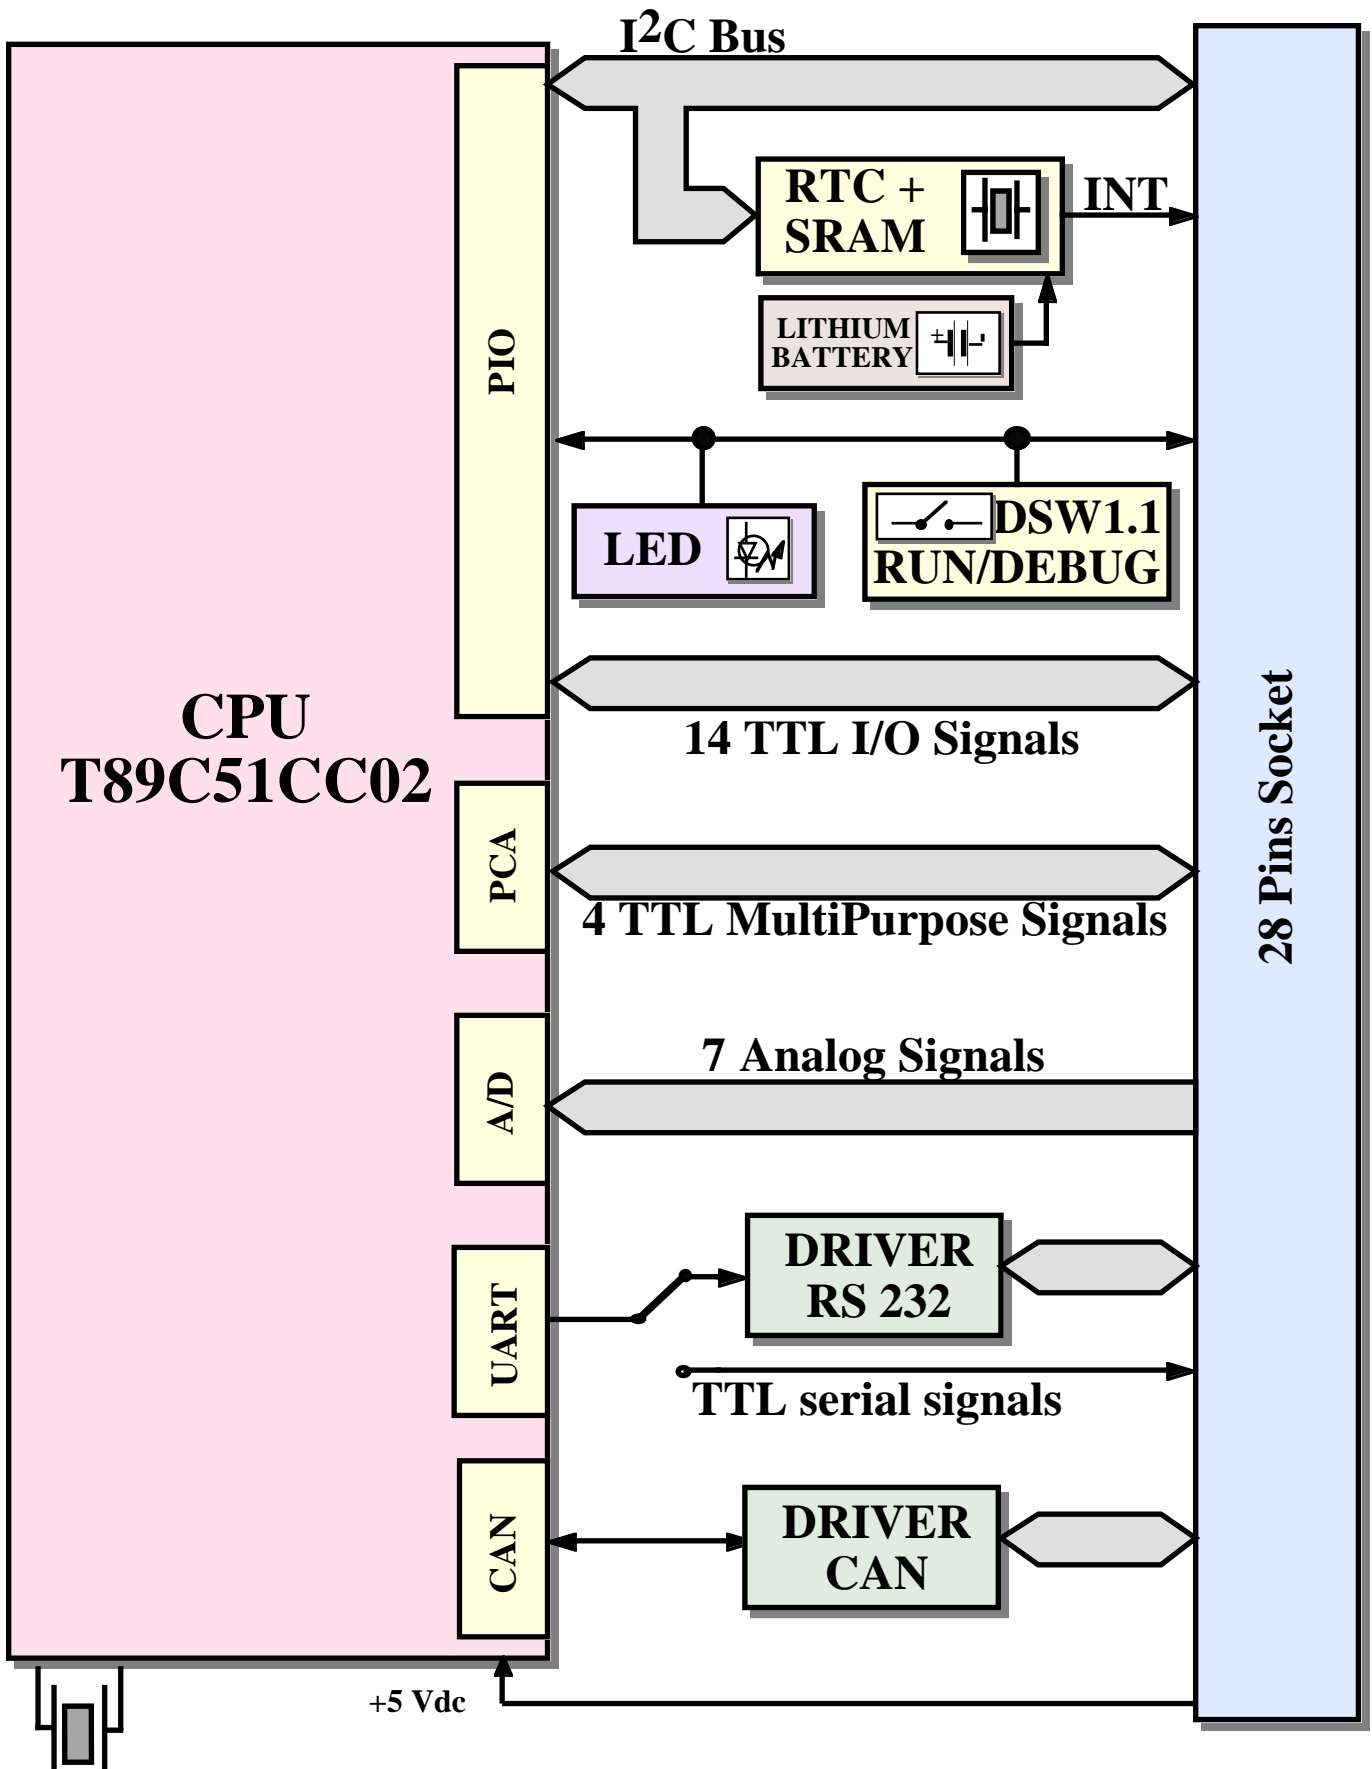 I2C Bus
RTC +
SRAM
INT
LITHIUM
BATTERY
+ -
PIO
LED
DSW1.1
RUN/DEBUG
14 TTL I/O Signals
CPU
T89C51CC02
28 Pins Socket
PCA
4 TTL MultiPurpose Signals
7 Analog Signals
A/D
DRIVER
RS 232
UART
TTL serial signals
DRIVER
CAN
CAN
+5 Vdc